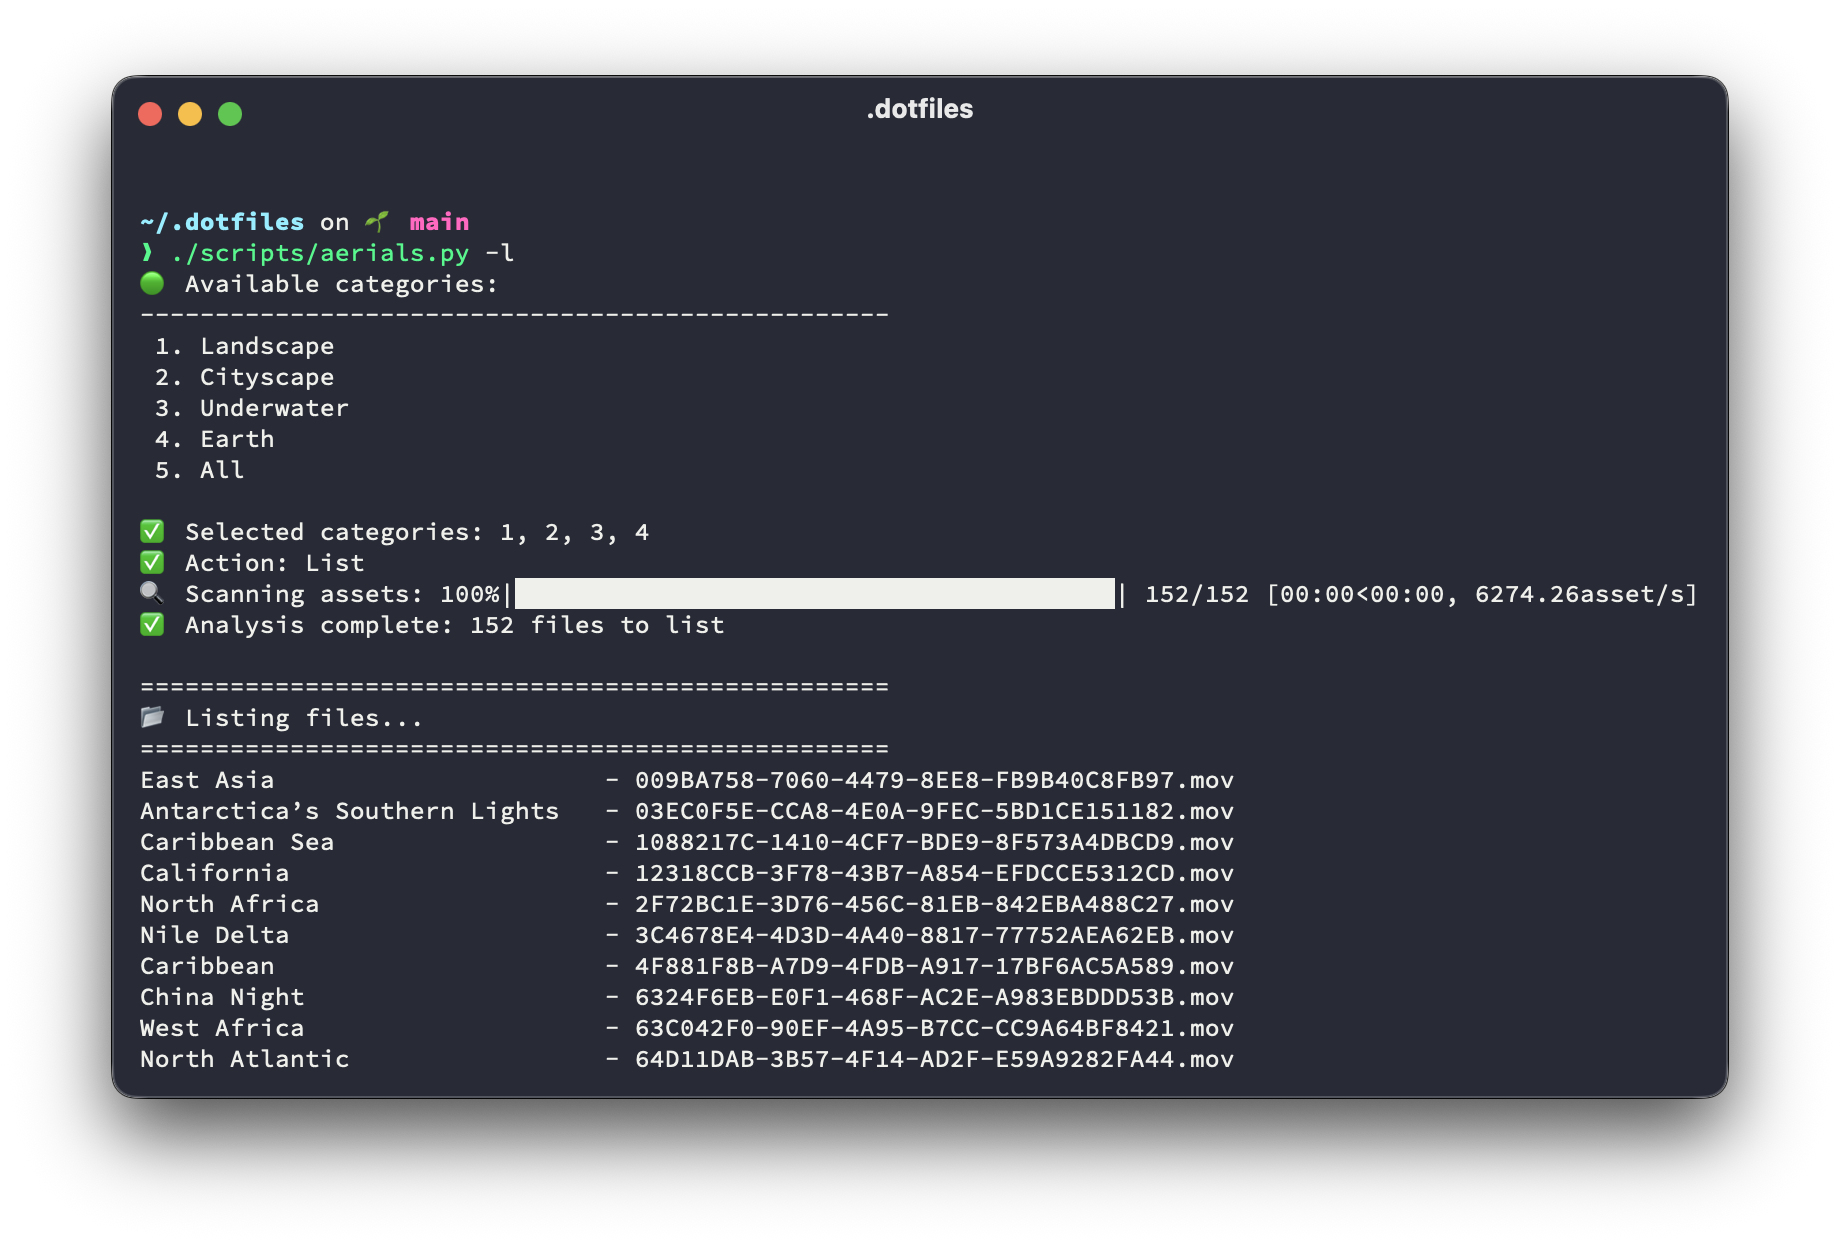 .dotfiles
~/.dotfiles on 🌱 main
❱ ./scripts/aerials.py -l
🟢 Available categories:
--------------------------------------------------
1. Landscape
2. Cityscape
3. Underwater
4. Earth
5. All
✅ Selected categories: 1, 2, 3, 4
✅ Action: List
🔍 Scanning assets: 100%|████████████████████████████████████████| 152/152 [00:00<00:00, 6274.26asset/s]
✅ Analysis complete: 152 files to list
==================================================
📂 Listing files...
==================================================
East Asia - 009BA758-7060-4479-8EE8-FB9B40C8FB97.mov
Antarctica’s Southern Lights - 03EC0F5E-CCA8-4E0A-9FEC-5BD1CE151182.mov
Caribbean Sea - 1088217C-1410-4CF7-BDE9-8F573A4DBCD9.mov
California - 12318CCB-3F78-43B7-A854-EFDCCE5312CD.mov
North Africa - 2F72BC1E-3D76-456C-81EB-842EBA488C27.mov
Nile Delta - 3C4678E4-4D3D-4A40-8817-77752AEA62EB.mov
Caribbean - 4F881F8B-A7D9-4FDB-A917-17BF6AC5A589.mov
China Night - 6324F6EB-E0F1-468F-AC2E-A983EBDDD53B.mov
West Africa - 63C042F0-90EF-4A95-B7CC-CC9A64BF8421.mov
North Atlantic - 64D11DAB-3B57-4F14-AD2F-E59A9282FA44.mov